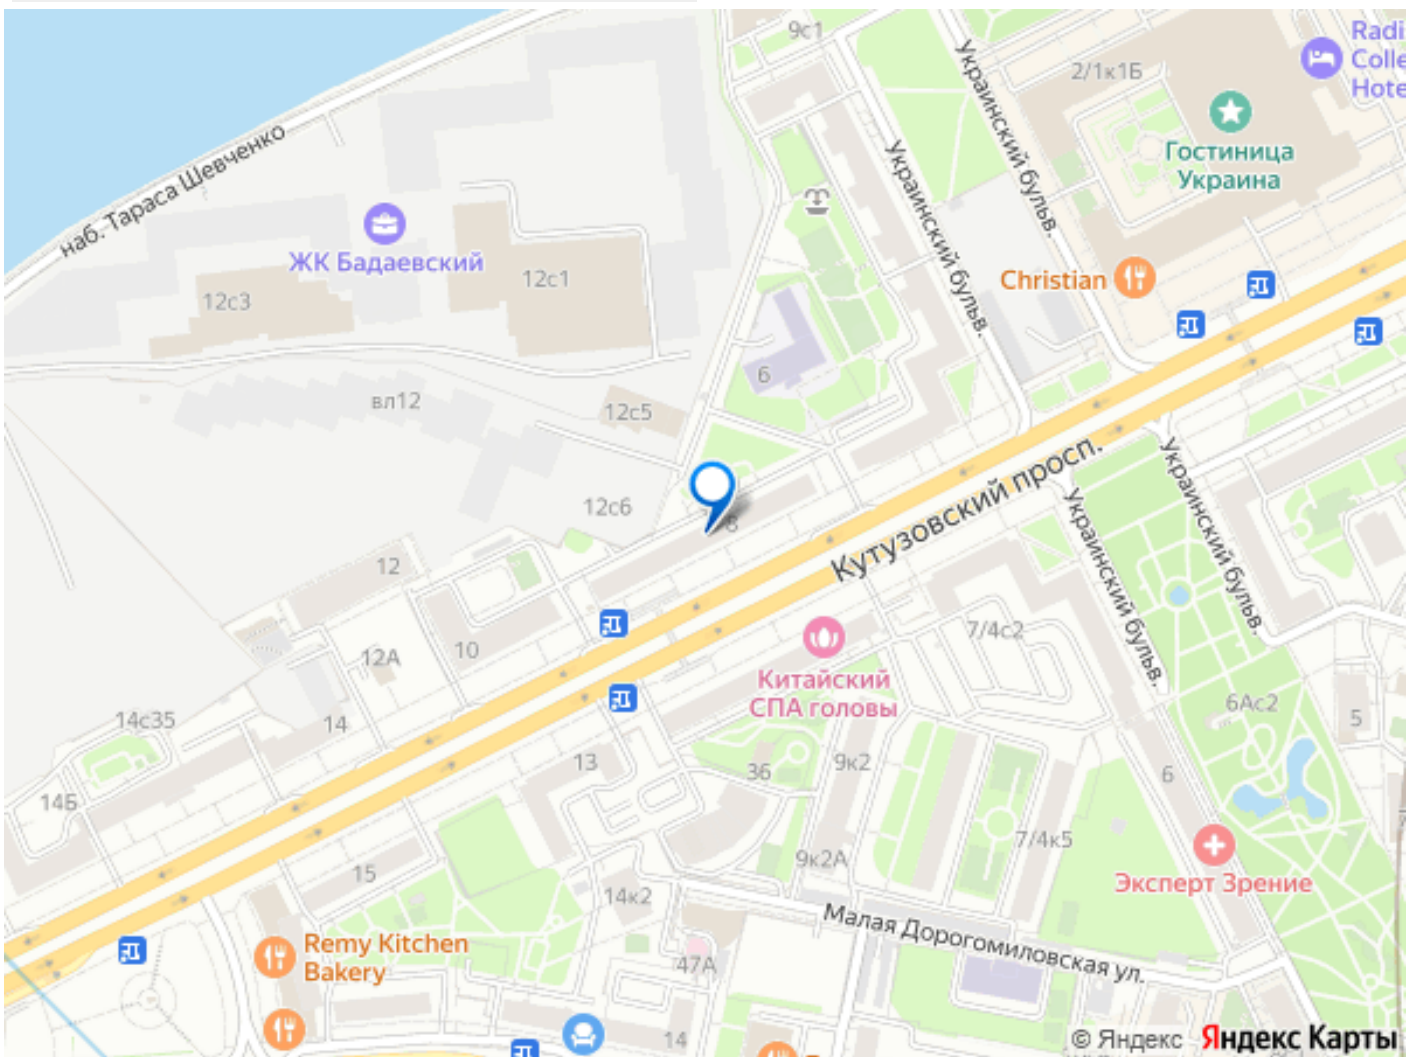 9с1
Radi
Colle
Hote
2/1к1Б
Украинский бульв.
Украинский бульв.
Гостиница
Украина
наб. Тараса Шевченко
ЖК Бадаевский
12с1
12с3
Christian
6
вл12
12с5
Кутузовский просп.
Украинский бульв.
Украинский бульв.
12с6
8
12
10
12А
7/4с2
Китайский
СПА головы
14с35
14
6Ас2
5
13
36
9к2
6
14Б
7/4к5
15
9к2А
Эксперт Зрение
14к2
Малая Дорогомиловская ул.
Remy Kitchen
Bakery
47А
14
© Яндекс Яндекс Карты